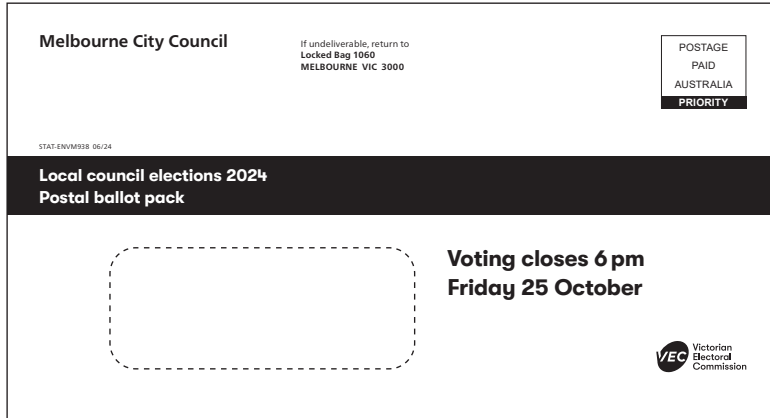 Melbourne City Council
If undeliverable, return to
Locked Bag 1060
MELBOURNE VIC 3000
POSTAGE
PAID
AUSTRALIA
PRIORITY
STAT-ENVM938 06/24
Local council elections 2024
Postal ballot pack
Voting closes 6 pm
Friday 25 October
VEC
Victorian
Electoral
Commission